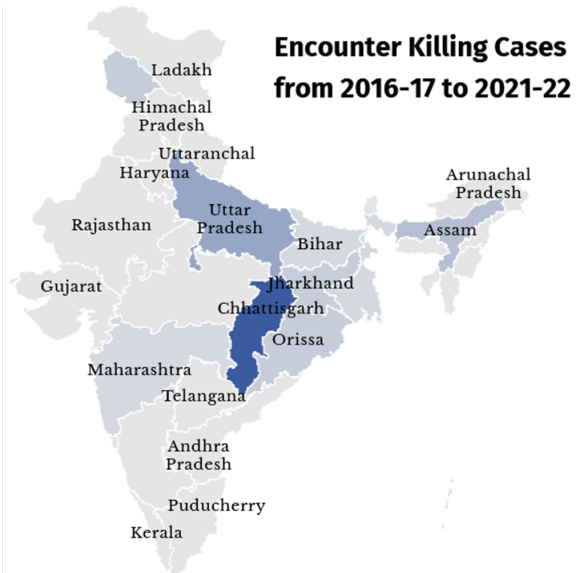 Encounter Killing Cases
from 2016-17 to 2021-22
Ladakh
Himachal
Pradesh
Uttaranchal
Haryana
Arunachal
Pradesh
Uttar
Pradesh
Rajasthan
Assam
Bihar
Gujarat
Jharkhand
Chhattisgarh
Orissa
Maharashtra
Telangana
Andhra
Pradesh
Puducherry
Kerala